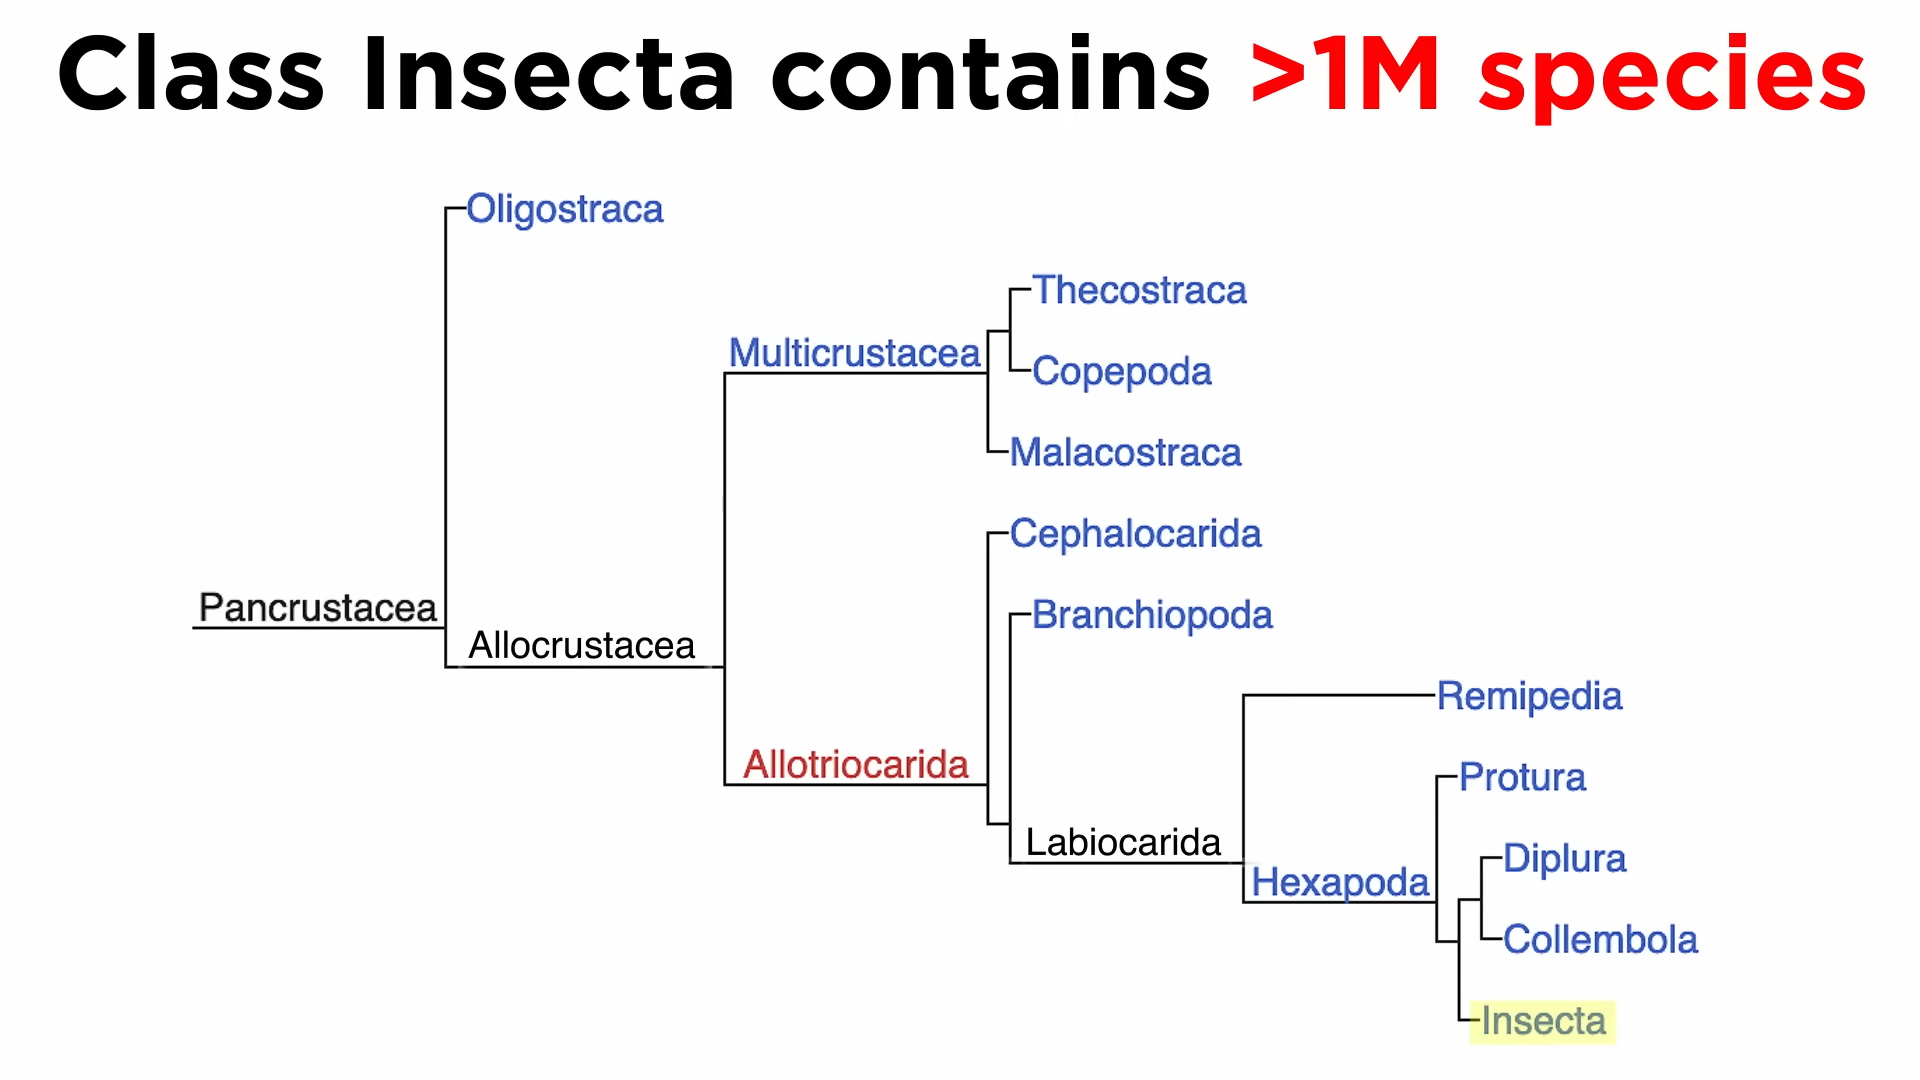 Class Insecta contains >1M species
Oligostraca
Thecostraca
Multicrustacea
Copepoda
Malacostraca
Cephalocarida
Pancrustacea
Branchiopoda
Allocrustacea
Remipedia
Allotriocarida
Protura
Labiocarida
Diplura
Hexapoda
Collembola
Insecta